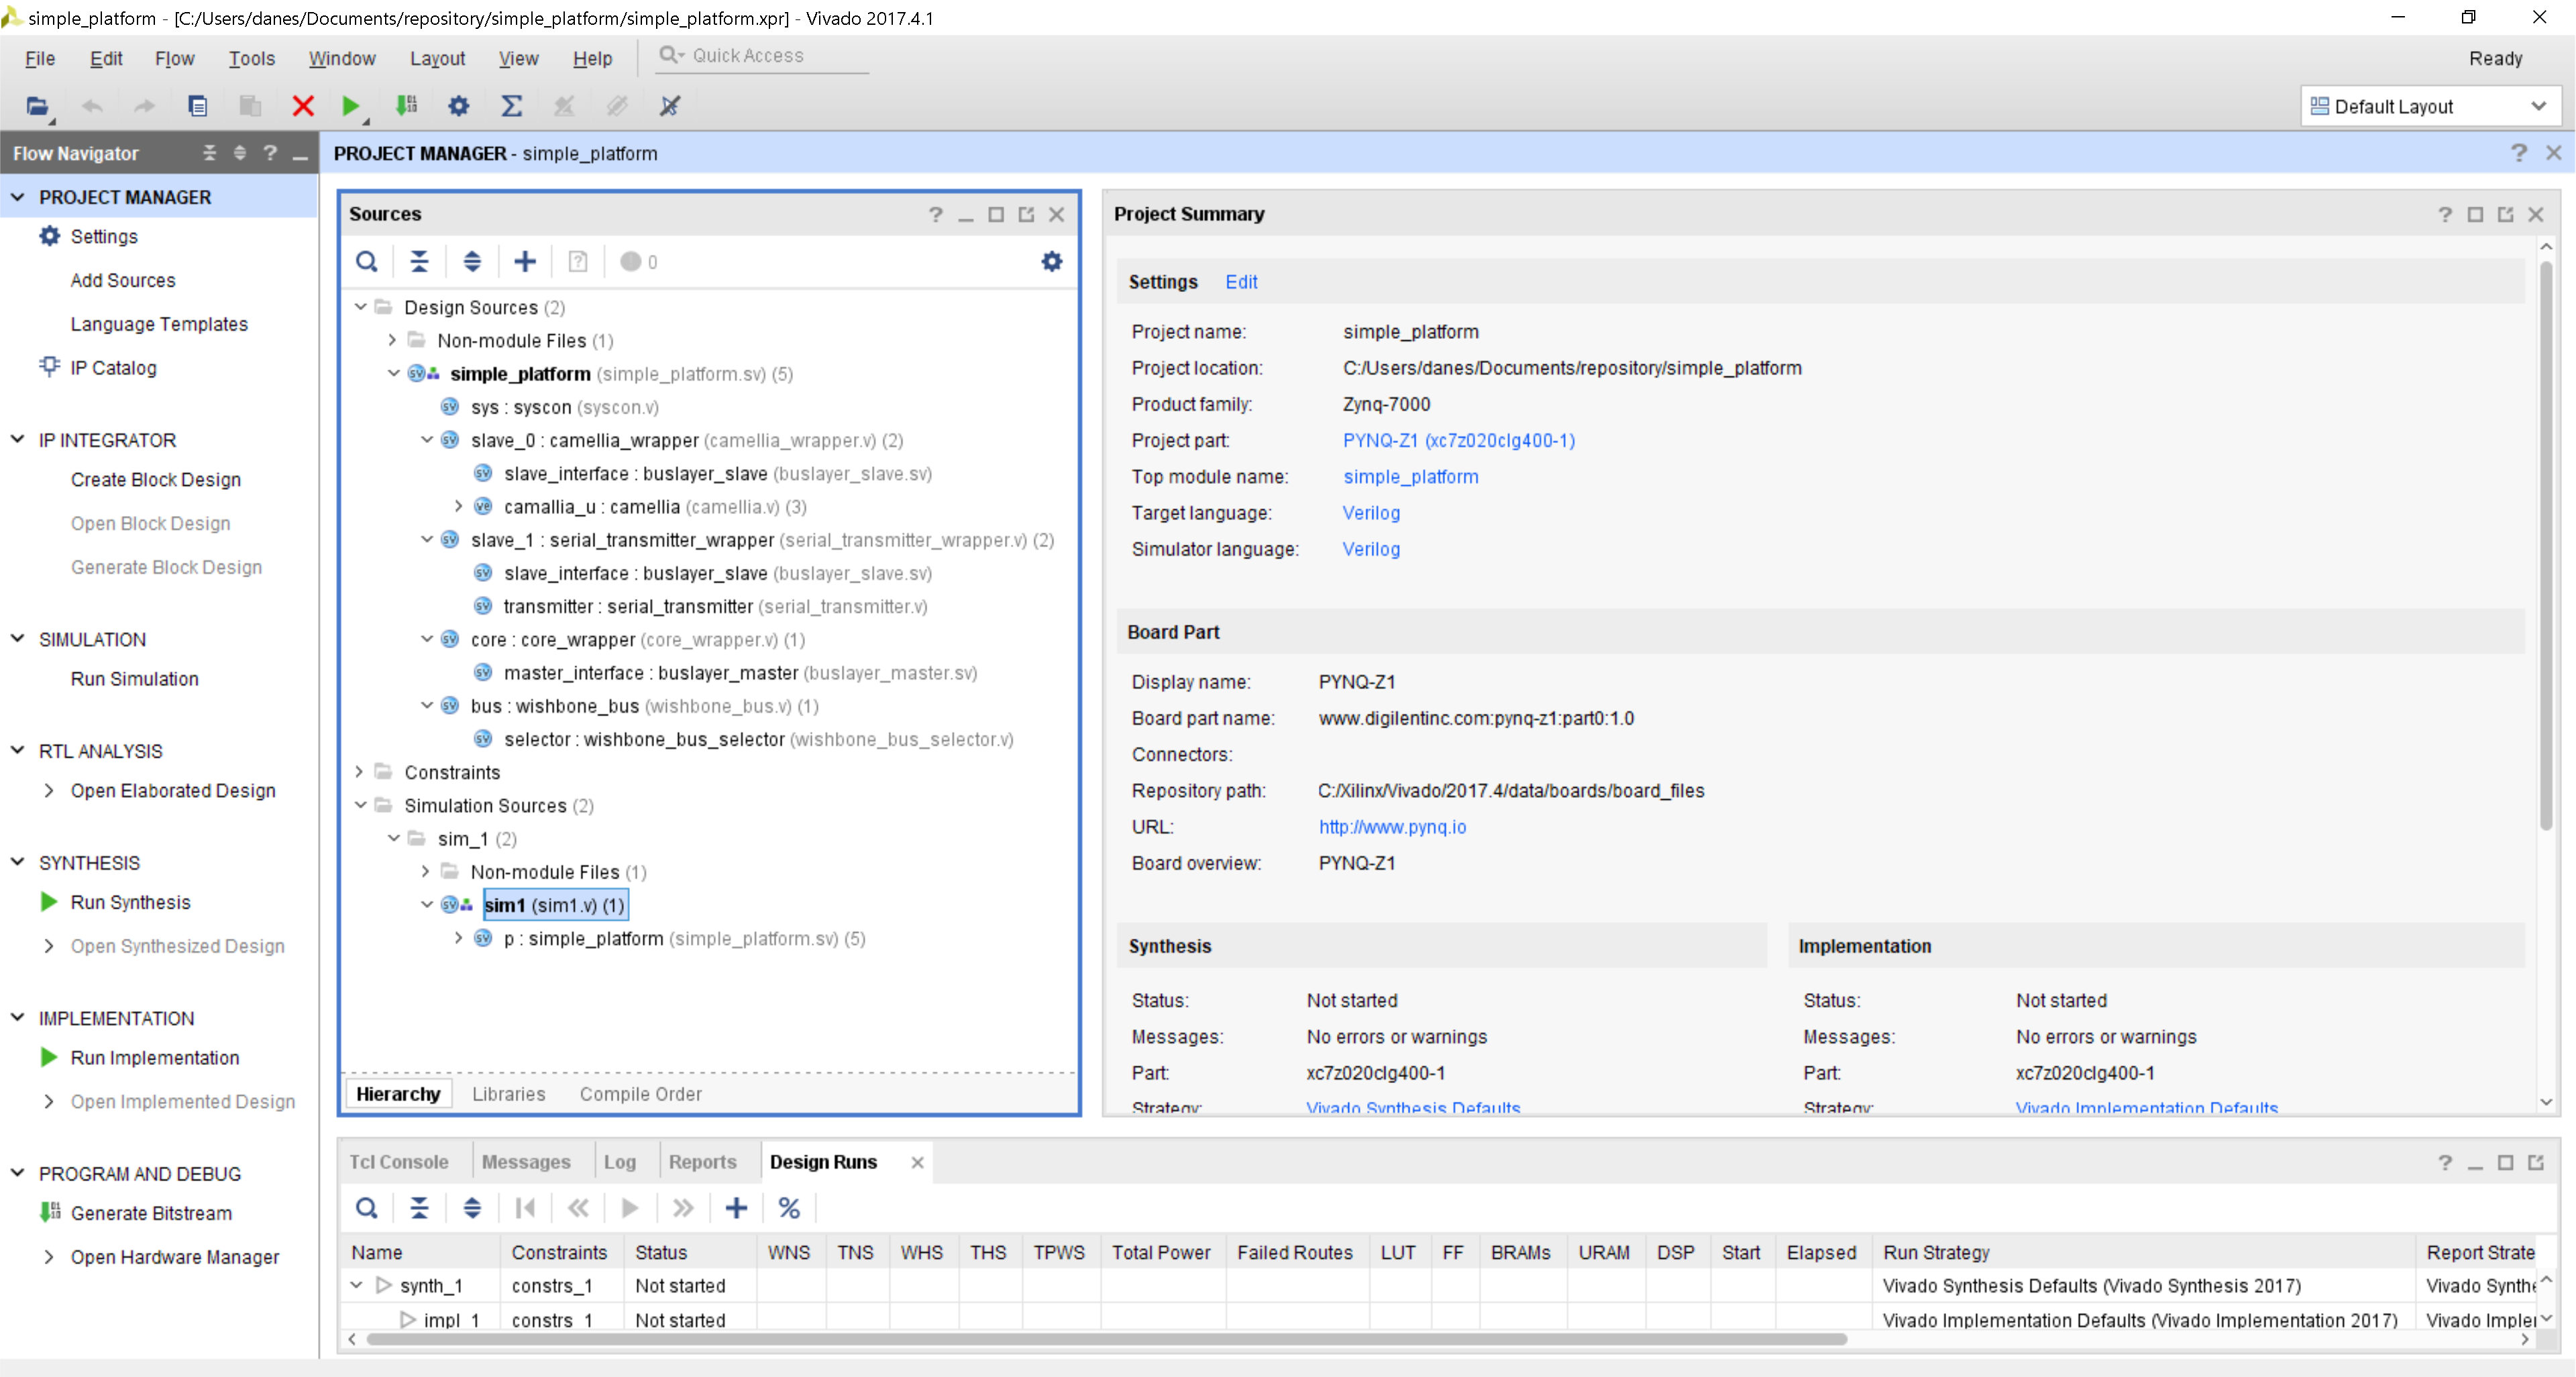 simple_platform - [C:/Users/danes/Documents/repository/simple_platform/simple_platform.xpr] - Vivado 2017.4.1
File Edit Flow Tools Window Layout View Help Quick Access Ready
Default Layout
Flow Navigator
PROJECT MANAGER
Settings
Add Sources
Language Templates
IP Catalog
IP INTEGRATOR
Create Block Design
Open Block Design
Generate Block Design
SIMULATION
Run Simulation
RTL ANALYSIS
Open Elaborated Design
SYNTHESIS
Run Synthesis
Open Synthesized Design
IMPLEMENTATION
Run Implementation
Open Implemented Design
PROGRAM AND DEBUG
Generate Bitstream
Open Hardware Manager
PROJECT MANAGER - simple_platform
Sources
0
Design Sources (2)
Non-module Files (1)
simple_platform (simple_platform.sv) (5)
sys : syscon (syscon.v)
slave_0 : camellia_wrapper (camellia_wrapper.v) (2)
slave_interface : buslayer_slave (buslayer_slave.sv)
camallia_u : camellia (camellia.v) (3)
slave_1 : serial_transmitter_wrapper (serial_transmitter_wrapper.v) (2)
slave_interface : buslayer_slave (buslayer_slave.sv)
transmitter : serial_transmitter (serial_transmitter.v)
core : core_wrapper (core_wrapper.v) (1)
master_interface : buslayer_master (buslayer_master.sv)
bus : wishbone_bus (wishbone_bus.v) (1)
selector : wishbone_bus_selector (wishbone_bus_selector.v)
Constraints
Simulation Sources (2)
sim_1 (2)
Non-module Files (1)
sim1 (sim1.v) (1)
p : simple_platform (simple_platform.sv) (5)
Hierarchy Libraries Compile Order
Project Summary
Settings Edit
Project name: simple_platform
Project location: C:/Users/danes/Documents/repository/simple_platform
Product family: Zynq-7000
Project part: PYNQ-Z1 (xc7z020clg400-1)
Top module name: simple_platform
Target language: Verilog
Simulator language: Verilog
Board Part
Display name: PYNQ-Z1
Board part name: www.digilentinc.com:pynq-z1:part0:1.0
Connectors:
Repository path: C:/Xilinx/Vivado/2017.4/data/boards/board_files
URL: http://www.pynq.io
Board overview: PYNQ-Z1
Synthesis
Status: Not started
Messages: No errors or warnings
Part: xc7z020clg400-1
Strategy: Vivado Synthesis Defaults
Implementation
Status: Not started
Messages: No errors or warnings
Part: xc7z020clg400-1
Strategy: Vivado Implementation Defaults
Tcl Console Messages Log Reports Design Runs
Name Constraints Status WNS TNS WHS THS TPWS Total Power Failed Routes LUT FF BRAMs URAM DSP Start Elapsed Run Strategy Report Strate
synth_1 constrs_1 Not started Vivado Synthesis Defaults (Vivado Synthesis 2017) Vivado Synthe
impl_1 constrs_1 Not started Vivado Implementation Defaults (Vivado Implementation 2017) Vivado Imple